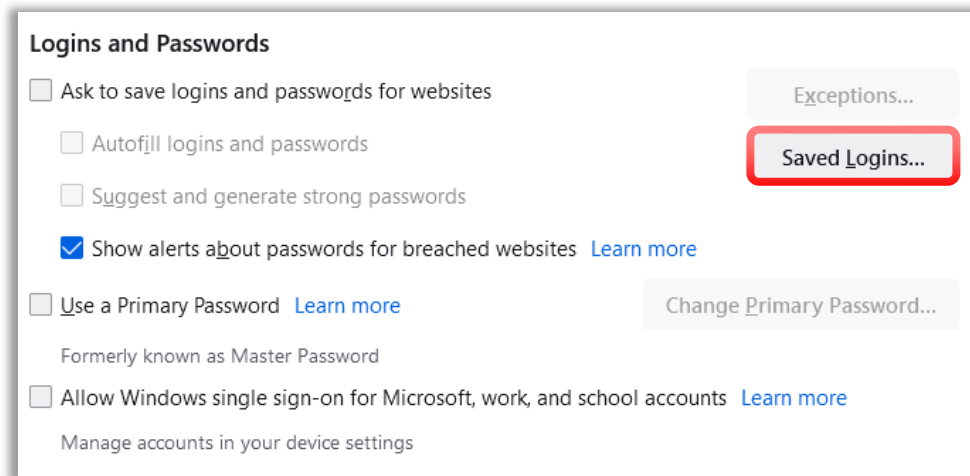 Logins and Passwords
Ask to save logins and passwords for websites
Exceptions...
Autofill logins and passwords
Saved Logins...
Suggest and generate strong passwords
Show alerts about passwords for breached websites Learn more
Use a Primary Password Learn more
Change Primary Password...
Formerly known as Master Password
Allow Windows single sign-on for Microsoft, work, and school accounts Learn more
Manage accounts in your device settings